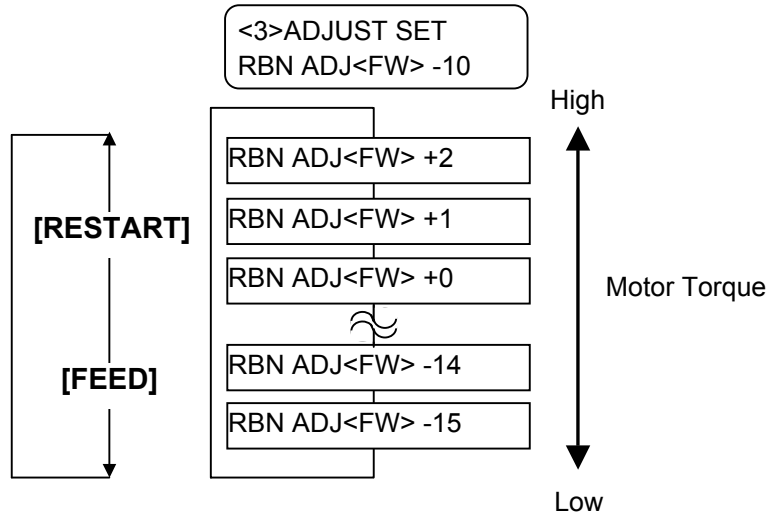 <3>ADJUST SET
RBN ADJ<FW> -10
High
RBN ADJ<FW> +2
RBN ADJ<FW> +1
[RESTART]
RBN ADJ<FW> +0
Motor Torque
RBN ADJ<FW> -14
[FEED]
RBN ADJ<FW> -15
Low